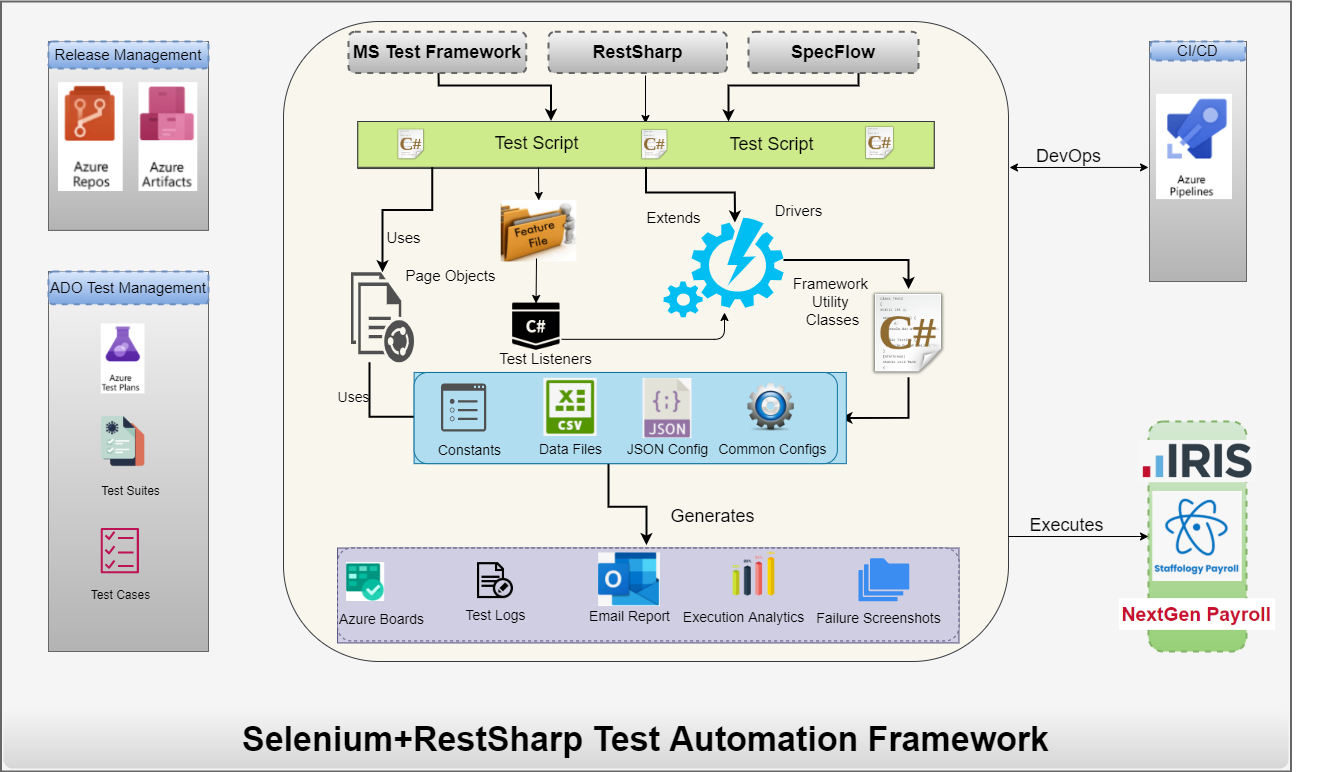 MS Test Framework
RestSharp
SpecFlow
Release Management
Azure
Repos
Azure
Artifacts
CI/CD
Azure
Pipelines
DevOps
C#
Test Script
C#
Test Script
C#
Uses
Feature
File
Extends
Drivers
Page Objects
Framework
Utility
Classes
C#
C#
Test Listeners
ADO Test Management
Azure
Test Plans
Test Suites
Test Cases
Uses
Constants
CSV
Data Files
{;}
JSON
JSON Config
Common Configs
Generates
Azure Boards
Test Logs
Email Report
Execution Analytics
Failure Screenshots
Executes
IRIS
Staffology Payroll
NextGen Payroll
Selenium+RestSharp Test Automation Framework